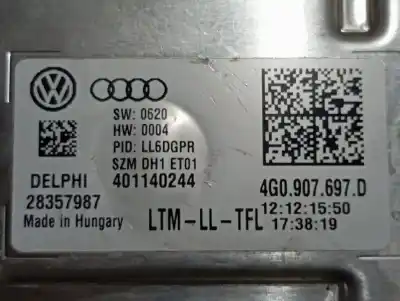 SW: 0620
HW: 0004
PID: LL6DGPR
SZM DH1 ET01
DELPHI 401140244
28357987
Made in Hungary
LTM-LL-TFL
4G0.907.697.D
12:12:15:50
17:38:19